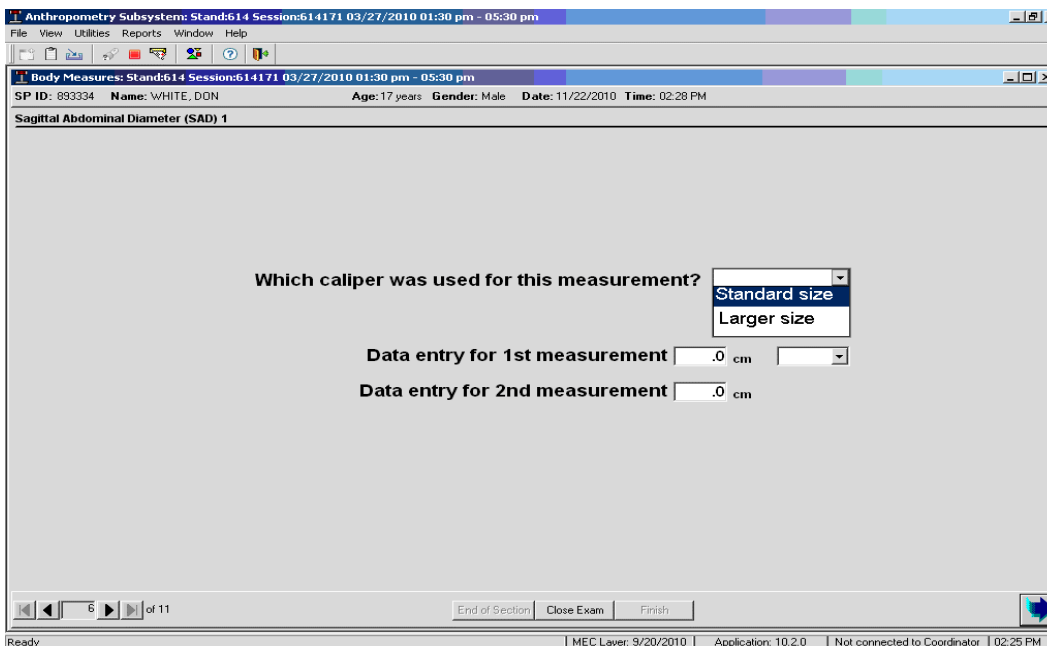 Anthropometry Subsystem: Stand:614 Session:614171 03/27/2010 01:30 pm - 05:30 pm
File View Utilities Reports Window Help
Body Measures: Stand:614 Session:614171 03/27/2010 01:30 pm - 05:30 pm
SP ID: 893334 Name: WHITE, DON Age: 17 years Gender: Male Date: 11/22/2010 Time: 02:28 PM
Sagittal Abdominal Diameter (SAD) 1
Which caliper was used for this measurement?
Standard size
Larger size
Data entry for 1st measurement .0 cm
Data entry for 2nd measurement .0 cm
6 of 11 End of Section Close Exam Finish
Ready MEC Layer: 9/20/2010 Application: 10.2.0 Not connected to Coordinator 02:25 PM